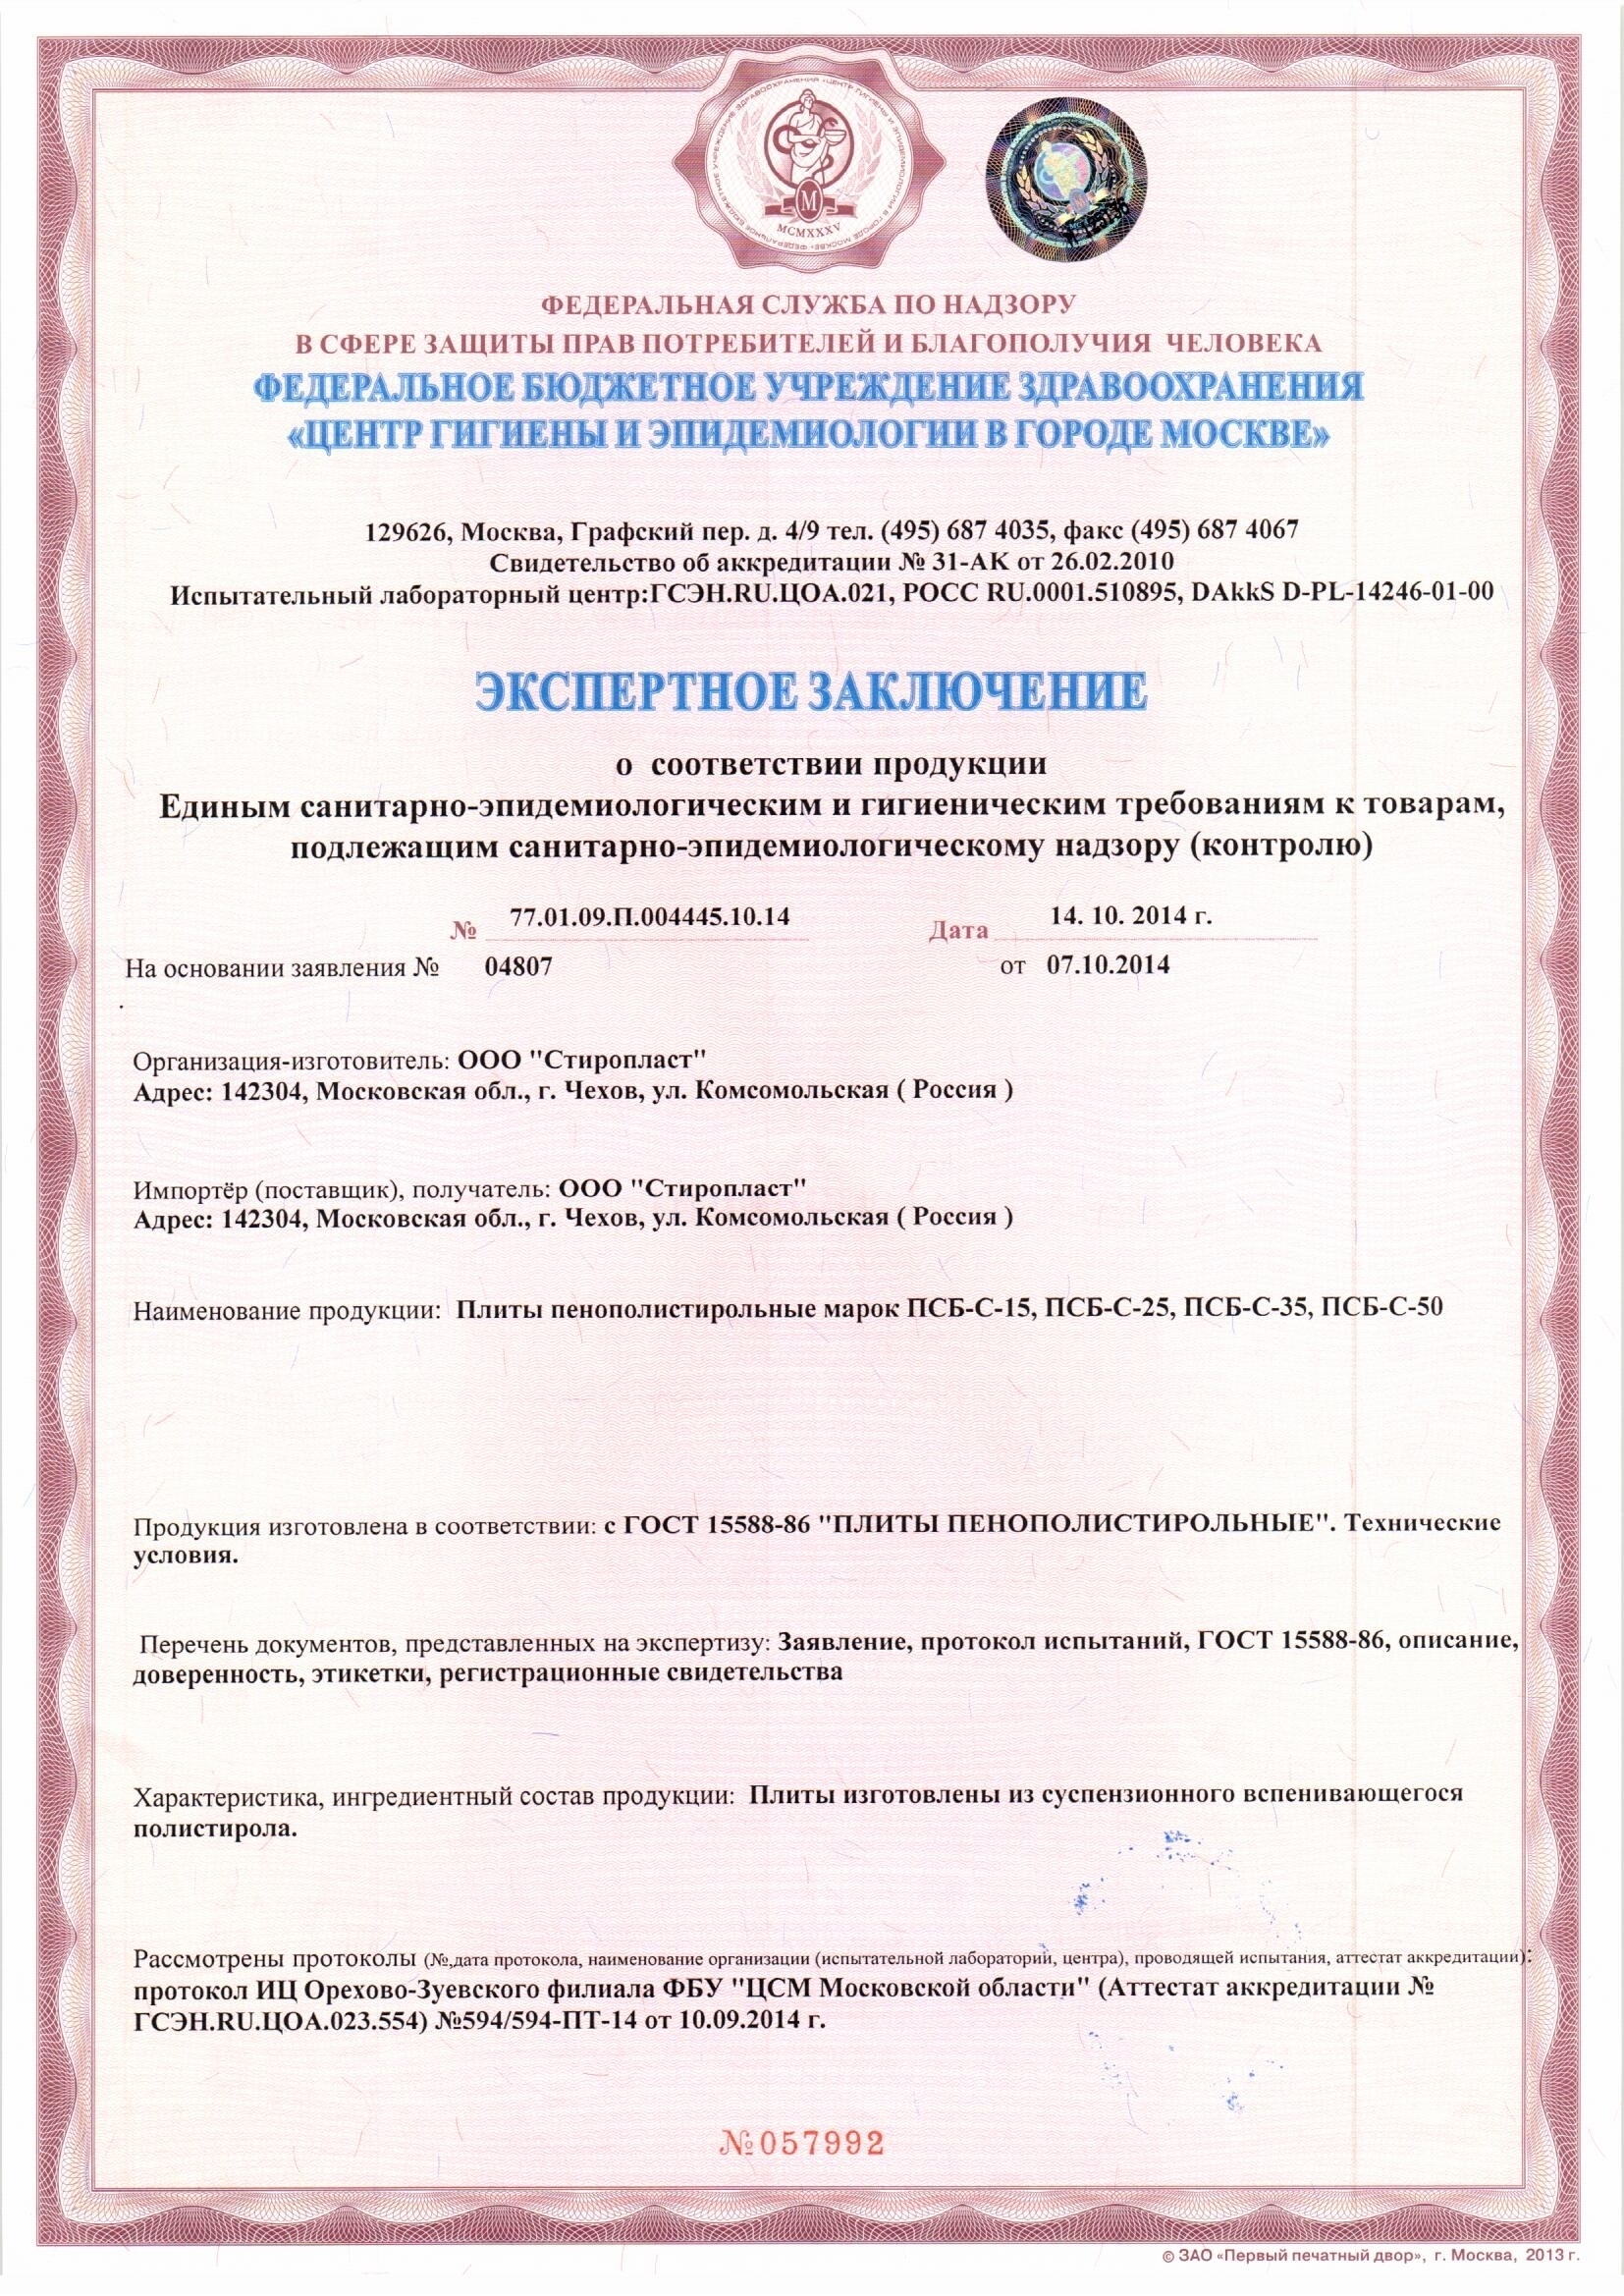 ФЕДЕРАЛЬНОЕ БЮДЖЕТНОЕ УЧРЕЖДЕНИЕ ЗДРАВООХРАНЕНИЯ «ЦЕНТР ГИГИЕНЫ И ЭПИДЕМИОЛОГИИ В ГОРОДЕ МОСКВЕ»
М
MCMXXXV
ФЕДЕРАЛЬНАЯ СЛУЖБА ПО НАДЗОРУ
В СФЕРЕ ЗАЩИТЫ ПРАВ ПОТРЕБИТЕЛЕЙ И БЛАГОПОЛУЧИЯ ЧЕЛОВЕКА
ФЕДЕРАЛЬНОЕ БЮДЖЕТНОЕ УЧРЕЖДЕНИЕ ЗДРАВООХРАНЕНИЯ
«ЦЕНТР ГИГИЕНЫ И ЭПИДЕМИОЛОГИИ В ГОРОДЕ МОСКВЕ»
129626, Москва, Графский пер. д. 4/9 тел. (495) 687 4035, факс (495) 687 4067
Свидетельство об аккредитации № 31-АК от 26.02.2010
Испытательный лабораторный центр:ГСЭН.RU.ЦОА.021, РОСС RU.0001.510895, DAkkS D-PL-14246-01-00
ЭКСПЕРТНОЕ ЗАКЛЮЧЕНИЕ
о соответствии продукции
Единым санитарно-эпидемиологическим и гигиеническим требованиям к товарам,
подлежащим санитарно-эпидемиологическому надзору (контролю)
№ 77.01.09.П.004445.10.14 Дата 14. 10. 2014 г.
На основании заявления № 04807 от 07.10.2014
.
Организация-изготовитель: ООО "Стиропласт"
Адрес: 142304, Московская обл., г. Чехов, ул. Комсомольская ( Россия )
Импортёр (поставщик), получатель: ООО "Стиропласт"
Адрес: 142304, Московская обл., г. Чехов, ул. Комсомольская ( Россия )
Наименование продукции: Плиты пенополистирольные марок ПСБ-С-15, ПСБ-С-25, ПСБ-С-35, ПСБ-С-50
Продукция изготовлена в соответствии: с ГОСТ 15588-86 "ПЛИТЫ ПЕНОПОЛИСТИРОЛЬНЫЕ". Технические
условия.
Перечень документов, представленных на экспертизу: Заявление, протокол испытаний, ГОСТ 15588-86, описание,
доверенность, этикетки, регистрационные свидетельства
Характеристика, ингредиентный состав продукции: Плиты изготовлены из суспензионного вспенивающегося
полистирола.
Рассмотрены протоколы (№,дата протокола, наименование организации (испытательной лабораторий, центра), проводящей испытания, аттестат аккредитации):
протокол ИЦ Орехово-Зуевского филиала ФБУ "ЦСМ Московской области" (Аттестат аккредитации №
ГСЭН.RU.ЦОА.023.554) №594/594-ПТ-14 от 10.09.2014 г.
№057992
© ЗАО «Первый печатный двор», г. Москва, 2013 г.